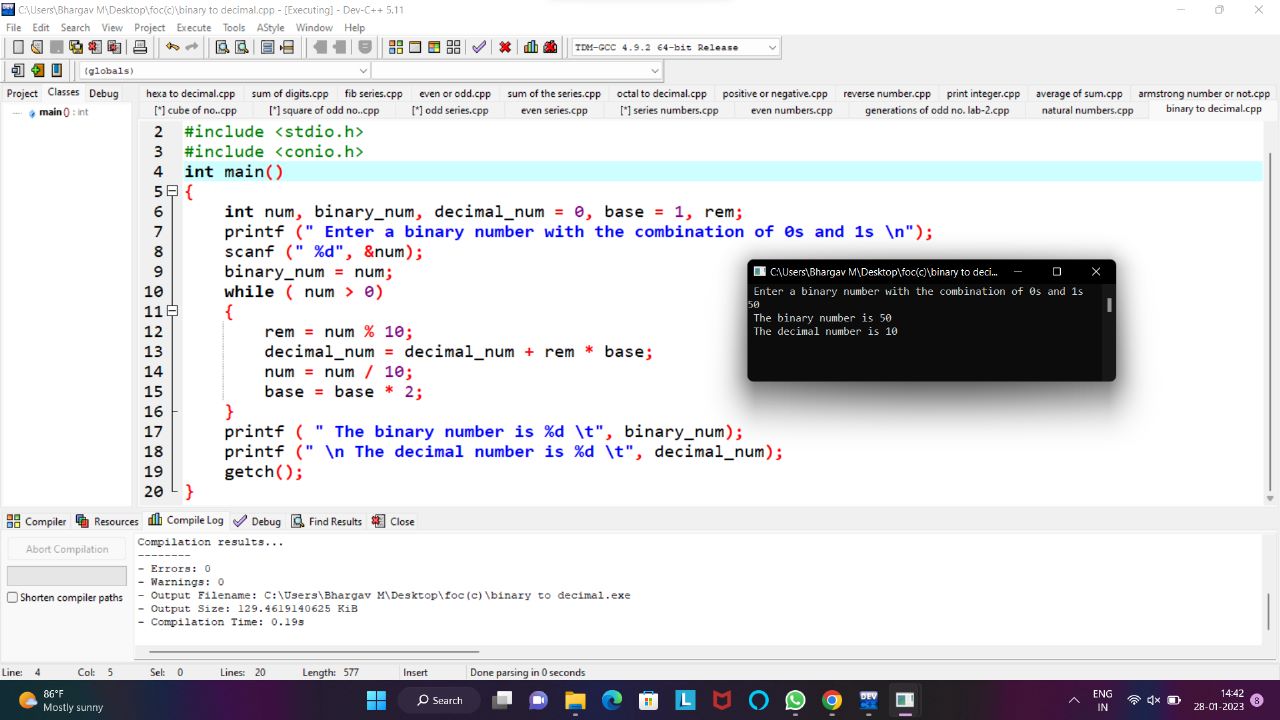 C:\Users\Bhargav M\Desktop\foc(c)\binary to decimal.cpp - [Executing] - Dev-C++ 5.11
File Edit Search View Project Execute Tools AStyle Window Help
TDM-GCC 4.9.2 64-bit Release
(globals)
Project Classes Debug
hexa to decimal.cpp sum of digits.cpp fib series.cpp even or odd.cpp sum of the series.cpp octal to decimal.cpp positive or negative.cpp reverse number.cpp print integer.cpp average of sum.cpp armstrong number or not.cpp
[*] cube of no..cpp [*] square of odd no..cpp [*] odd series.cpp even series.cpp [*] series numbers.cpp even numbers.cpp generations of odd no. lab-2.cpp natural numbers.cpp binary to decimal.cpp
main () : int
2 #include <stdio.h>
3 #include <conio.h>
4 int main()
5 {
6 int num, binary_num, decimal_num = 0, base = 1, rem;
7 printf (" Enter a binary number with the combination of 0s and 1s \n");
8 scanf (" %d", &num);
9 binary_num = num;
10 while ( num > 0)
11 {
12 rem = num % 10;
13 decimal_num = decimal_num + rem * base;
14 num = num / 10;
15 base = base * 2;
16 }
17 printf ( " The binary number is %d \t", binary_num);
18 printf (" \n The decimal number is %d \t", decimal_num);
19 getch();
20 }
C:\Users\Bhargav M\Desktop\foc(c)\binary to deci...
Enter a binary number with the combination of 0s and 1s
50
The binary number is 50
The decimal number is 10
Compiler Resources Compile Log Debug Find Results Close
Abort Compilation
Shorten compiler paths
Compilation results...
--------
- Errors: 0
- Warnings: 0
- Output Filename: C:\Users\Bhargav M\Desktop\foc(c)\binary to decimal.exe
- Output Size: 129.4619140625 KiB
- Compilation Time: 0.19s
Line: 4 Col: 5 Sel: 0 Lines: 20 Length: 577 Insert Done parsing in 0 seconds
86°F
Mostly sunny
Search
ENG
IN
14:42
28-01-2023
8